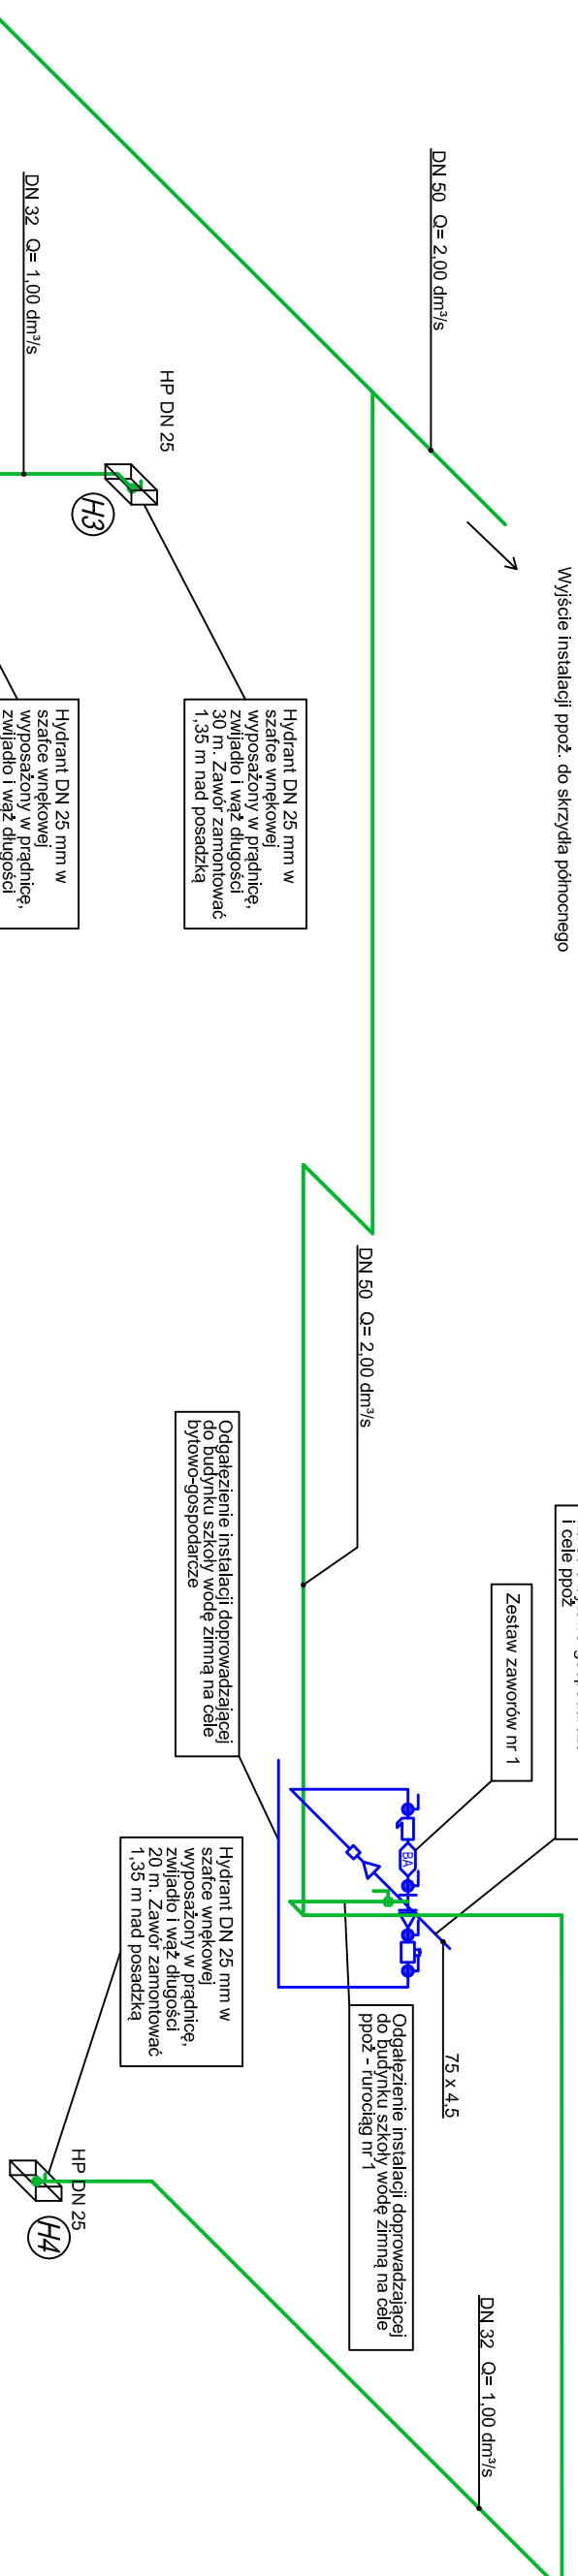 DN 50 Q= 2,00 dm³/s
Wyjście instalacji ppoż. do skrzydła północnego
DN 32 Q= 1,00 dm³/s
HP DN 25
H3
Hydrant DN 25 mm w
szafce wnękowej
wyposażony w prądnicę,
zwijadło i wąż długości
30 m. Zawór zamontować
1,35 m nad posadzką
Hydrant DN 25 mm w
szafce wnękowej
wyposażony w prądnicę,
zwijadło i wąż długości
DN 50 Q= 2,00 dm³/s
i cele ppoż
Zestaw zaworów nr 1
Odgałęzienie instalacji doprowadzającej
do budynku szkoły wodę zimną na cele
bytowo-gospodarcze
BA
Hydrant DN 25 mm w
szafce wnękowej
wyposażony w prądnicę,
zwijadło i wąż długości
20 m. Zawór zamontować
1,35 m nad posadzką
75 x 4,5
Odgałęzienie instalacji doprowadzającej
do budynku szkoły wodę zimną na cele
ppoż - rurociąg nr 1
HP DN 25
H4
DN 32 Q= 1,00 dm³/s